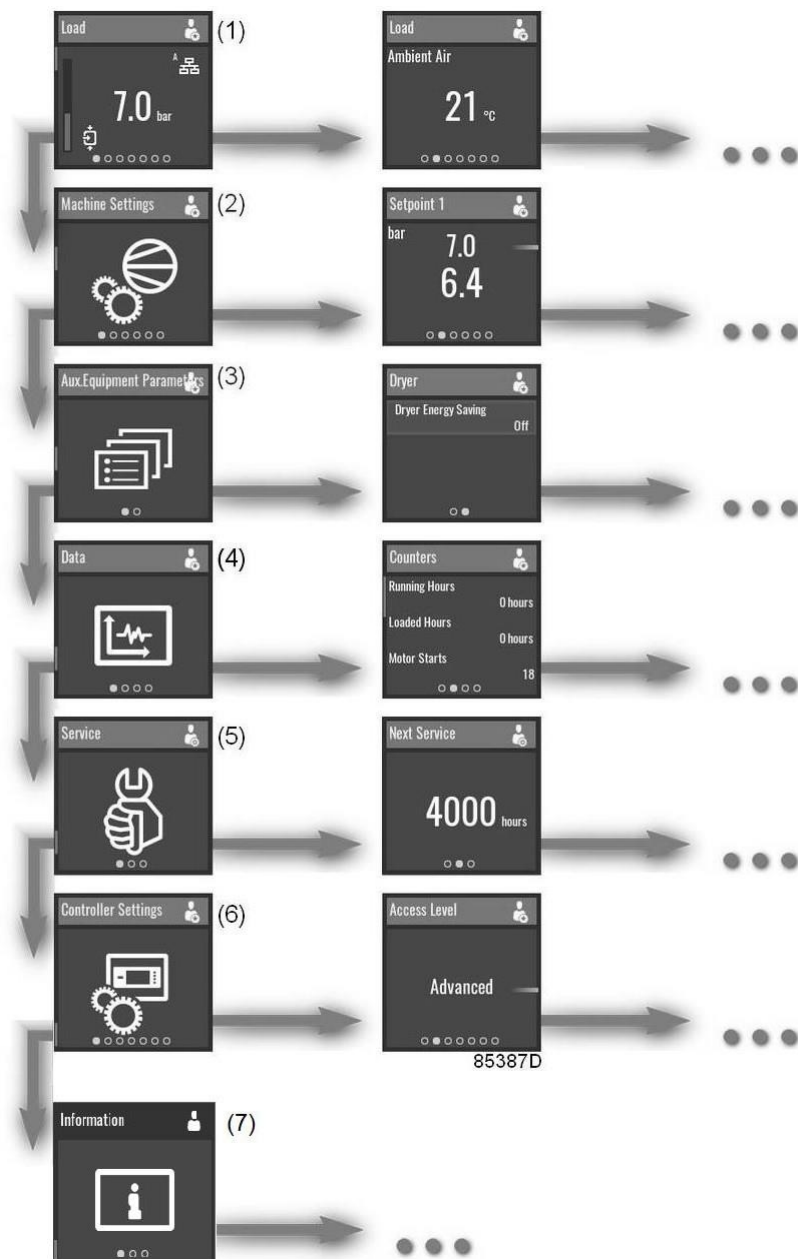 Load
(1)
A
7.0 bar
Load
Ambient Air
21 °C
Machine Settings
(2)
Setpoint 1
bar
7.0
6.4
Aux.Equipment Parameters
(3)
Dryer
Dryer Energy Saving
Off
Data
(4)
Counters
Running Hours
0 hours
Loaded Hours
0 hours
Motor Starts
18
Service
(5)
Next Service
4000 hours
Controller Settings
(6)
Access Level
Advanced
85387D
Information
(7)